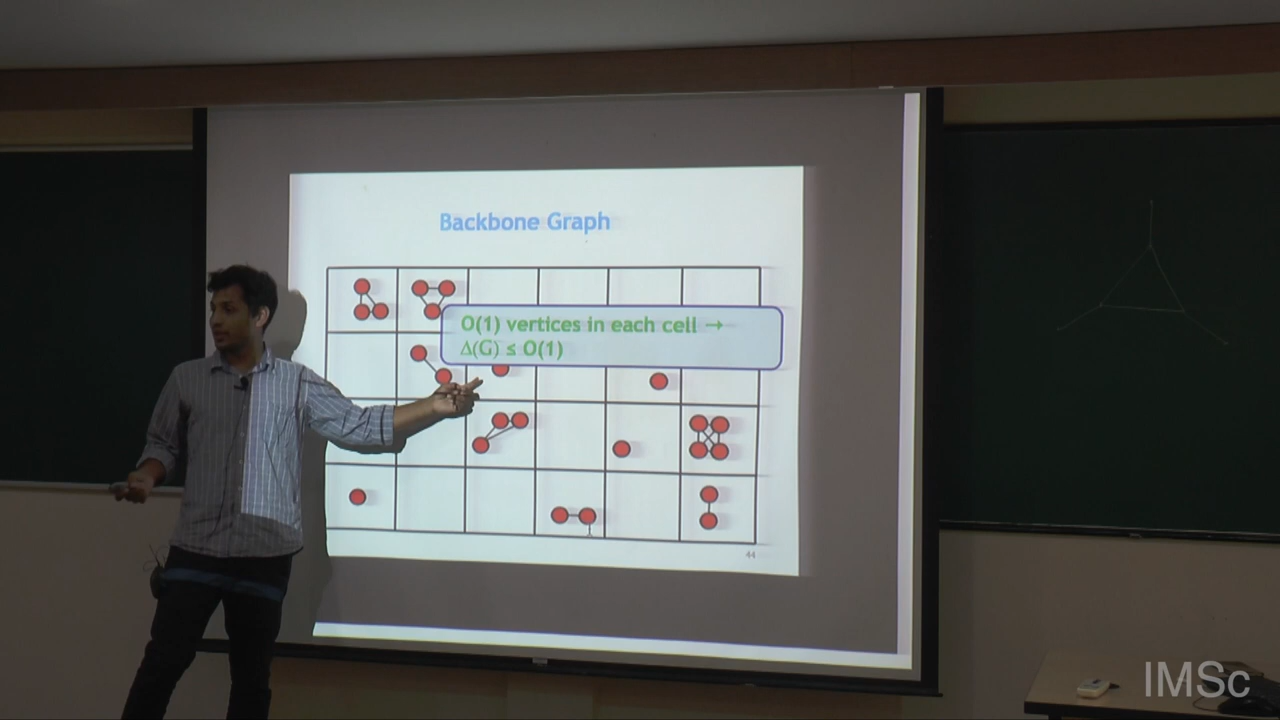 Backbone Graph
O(1) vertices in each cell →
Δ(G) ≤ O(1)
44
IMSc